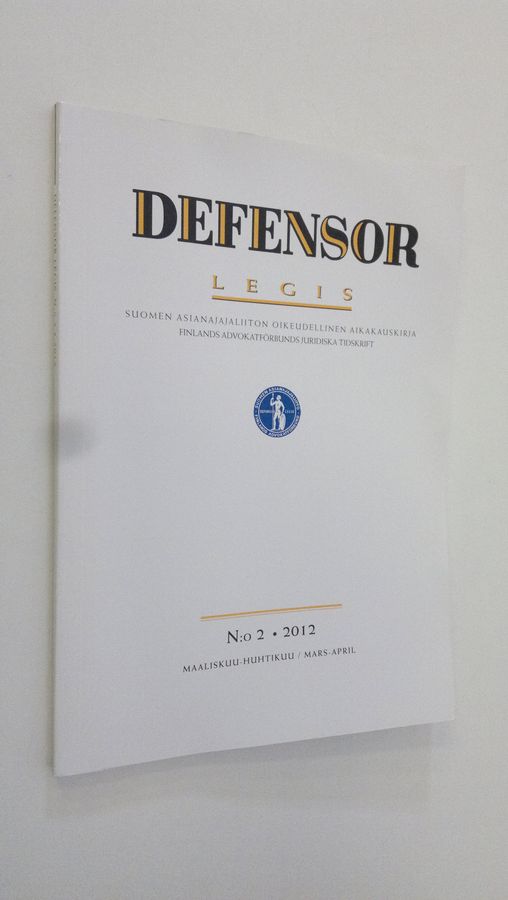 DEFENSOR
LEGIS
SUOMEN ASIANAJAJALIITON OIKEUDELLINEN AIKAKAUSKIRJA
FINLANDS ADVOKATFÖRBUNDS JURIDISKA TIDSKRIFT
N:o 2 • 2012
MAALISKUU-HUHTIKUU / MARS-APRIL